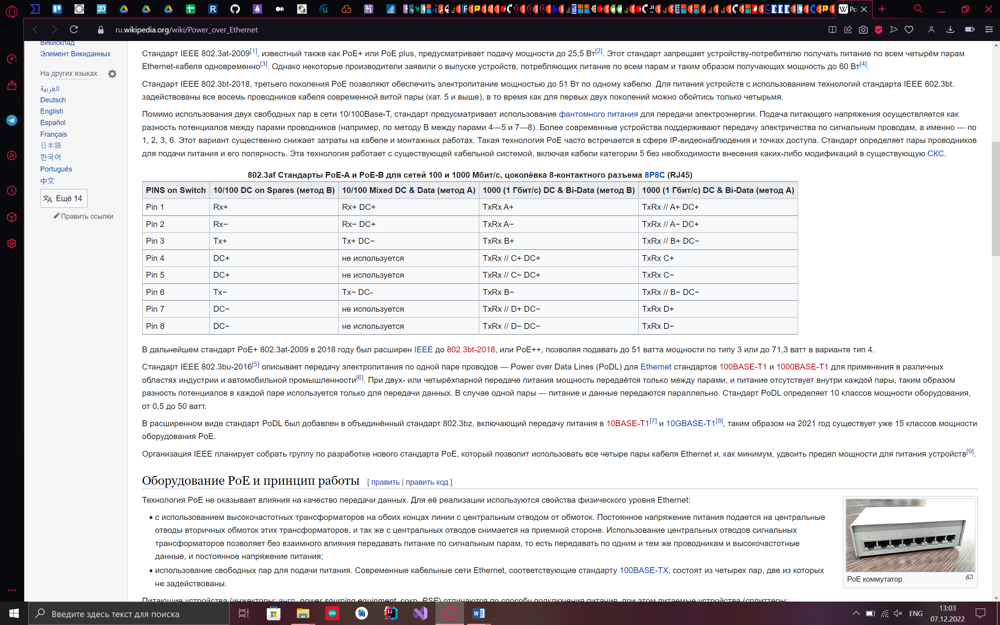 Po
ru.wikipedia.org/wiki/Power_over_Ethernet
Викисклад
Элемент Викиданных
На других языках
العربية
Deutsch
English
Español
Français
日本語
한국어
Português
中文
Ещё 14
Править ссылки
Стандарт IEEE 802.3at-2009[1], известный также как PoE+ или PoE plus, предусматривает подачу мощности до 25,5 Вт[2]. Этот стандарт запрещает устройству-потребителю получать питание по всем четырём парам
Ethernet-кабеля одновременно[3]. Однако некоторые производители заявили о выпуске устройств, потребляющих питание по всем парам и таким образом получающих мощность до 60 Вт[4].
Стандарт IEEE 802.3bt-2018, третьего поколения PoE позволяют обеспечить электропитание мощностью до 51 Вт по одному кабелю. Для питания устройств с использованием технологий стандарта IEEE 802.3bt.
задействованы все восемь проводников кабеля современной витой пары (кат. 5 и выше), в то время как для первых двух поколений можно обойтись только четырьмя.
Помимо использования двух свободных пар в сети 10/100Base-T, стандарт предусматривает использование фантомного питания для передачи электроэнергии. Подача питающего напряжения осуществляется как
разность потенциалов между парами проводников (например, по методу B между парами 4—5 и 7—8). Более современные устройства поддерживают передачу электричества по сигнальным проводам, а именно — по
1, 2, 3, 6. Этот вариант существенно снижает затраты на кабеле и монтажных работах. Такая технология PoE часто встречается в сфере IP-видеонаблюдения и точках доступа. Стандарт определяет пары проводников
для подачи питания и его полярность. Эта технология работает с существующей кабельной системой, включая кабели категории 5 без необходимости внесения каких-либо модификаций в существующую СКС.
802.3af Стандарты PoE-A и PoE-B для сетей 100 и 1000 Мбит/с, цоколёвка 8-контактного разъема 8P8C (RJ45)
PINS on Switch 10/100 DC on Spares (метод B) 10/100 Mixed DC & Data (метод A) 1000 (1 Гбит/с) DC & Bi-Data (метод B) 1000 (1 Гбит/с) DC & Bi-Data (метод A)
Pin 1 Rx+ Rx+ DC+ TxRx A+ TxRx // A+ DC+
Pin 2 Rx− Rx− DC+ TxRx A− TxRx // A− DC+
Pin 3 Tx+ Tx+ DC− TxRx B+ TxRx // B+ DC−
Pin 4 DC+ не используется TxRx // C+ DC+ TxRx C+
Pin 5 DC+ не используется TxRx // C− DC+ TxRx C−
Pin 6 Tx− Tx− DC- TxRx B− TxRx // B− DC−
Pin 7 DC− не используется TxRx // D+ DC− TxRx D+
Pin 8 DC− не используется TxRx // D− DC− TxRx D−
В дальнейшем стандарт PoE+ 802.3at-2009 в 2018 году был расширен IEEE до 802.3bt-2018, или PoE++, позволяя подавать до 51 ватта мощности по типу 3 или до 71,3 ватт в варианте тип 4.
Стандарт IEEE 802.3bu-2016[5] описывает передачу электропитания по одной паре проводов — Power over Data Lines (PoDL) для Ethernet стандартов 100BASE-T1 и 1000BASE-T1 для применения в различных
областях индустрии и автомобильной промышленности[6]. При двух- или четырёхпарной передаче питания мощность передаётся только между парами, и питание отсутствует внутри каждой пары, таким образом
разность потенциалов в каждой паре используется только для передачи данных. В случае одной пары — питание и данные передаются параллельно. Стандарт PoDL определяет 10 классов мощности оборудования,
от 0,5 до 50 ватт.
В расширенном виде стандарт PoDL был добавлен в объединённый стандарт 802.3bz, включающий передачу питания в 10BASE-T1[7] и 10GBASE-T1[8], таким образом на 2021 год существует уже 15 классов мощности
оборудования PoE.
Организация IEEE планирует собрать группу по разработке нового стандарта PoE, который позволит использовать все четыре пары кабеля Ethernet и, как минимум, удвоить предел мощности для питания устройств[9].
Оборудование PoE и принцип работы [ править | править код ]
Технология PoE не оказывает влияния на качество передачи данных. Для её реализации используются свойства физического уровня Ethernet:
• с использованием высокочастотных трансформаторов на обоих концах линии с центральным отводом от обмоток. Постоянное напряжение питания подается на центральные
отводы вторичных обмоток этих трансформаторов, и так же с центральных отводов снимается на приемной стороне. Использование центральных отводов сигнальных
трансформаторов позволяет без взаимного влияния передавать питание по сигнальным парам, то есть передавать по одним и тем же проводникам и высокочастотные
данные, и постоянное напряжение питания;
• использование свободных пар для подачи питания. Современные кабельные сети Ethernet, соответствующие стандарту 100BASE-TX, состоят из четырех пар, две из которых
не задействованы.
PoE коммутатор
Питающие устройства (инжекторы; англ. power sourcing equipment, сокр. PSE) отличаются по способу подключения питания, при этом питаемые устройства (сплиттеры;
Введите здесь текст для поиска
ENG
13:03
07.12.2022